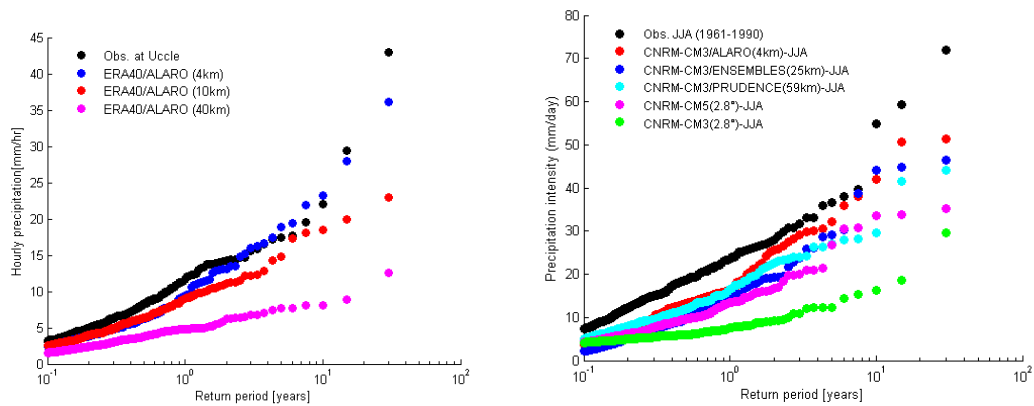 45
40
35
30
25
20
15
10
5
0
Hourly precipitation[mm/hr]
Obs. at Uccle
ERA40/ALARO (4km)
ERA40/ALARO (10km)
ERA40/ALARO (40km)
10-1
100
101
102
Return period [years]
80
70
60
50
40
30
20
10
0
Precipitation intensity (mm/day)
Obs. JJA (1961-1990)
CNRM-CM3/ALARO(4km)-JJA
CNRM-CM3/ENSEMBLES(25km)-JJA
CNRM-CM3/PRUDENCE(59km)-JJA
CNRM-CM5(2.8°)-JJA
CNRM-CM3(2.8°)-JJA
10-1
100
101
102
Return period [years]